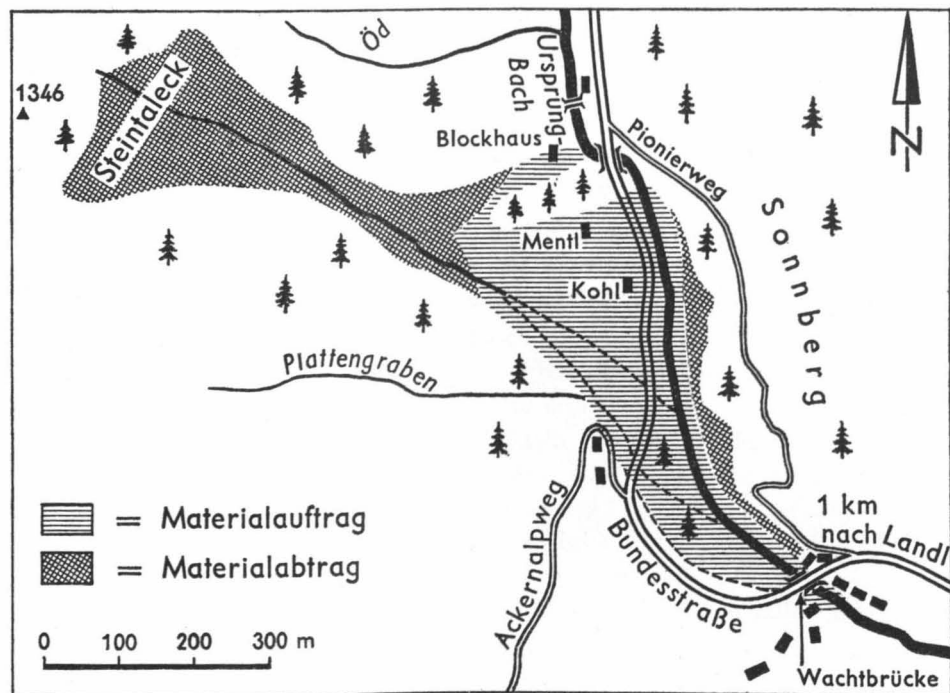 Öd
1346
Steintaleck
Ursprung-
Bach
Blockhaus
N
Pionierweg
Sonnberg
Mentl
Kohl
Plattengraben
Ackernalpweg
Bundesstraße
1 km
nach Landl
Wachtbrücke
= Materialauftrag
= Materialabtrag
0 100 200 300 m